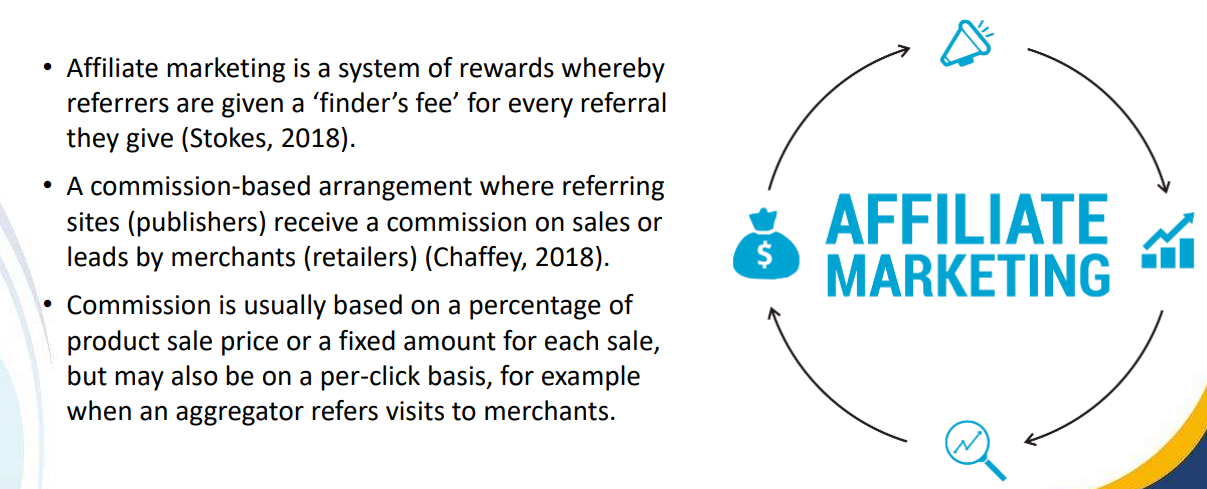 • Affiliate marketing is a system of rewards whereby
referrers are given a ‘finder’s fee’ for every referral
they give (Stokes, 2018).
• A commission-based arrangement where referring
sites (publishers) receive a commission on sales or
leads by merchants (retailers) (Chaffey, 2018).
• Commission is usually based on a percentage of
product sale price or a fixed amount for each sale,
but may also be on a per-click basis, for example
when an aggregator refers visits to merchants.
$
AFFILIATE
MARKETING